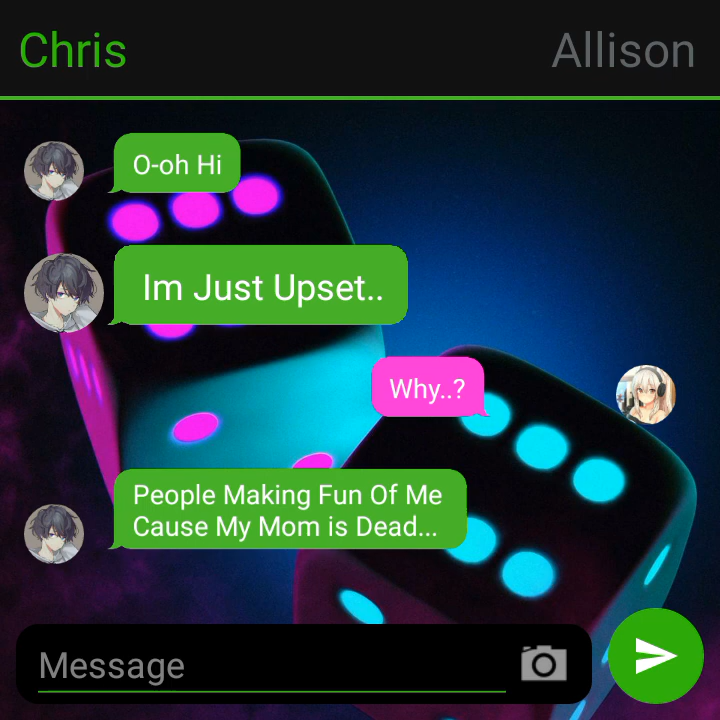 Chris
Allison
O-oh Hi
Im Just Upset..
Why..?
People Making Fun Of Me
Cause My Mom is Dead...
Message